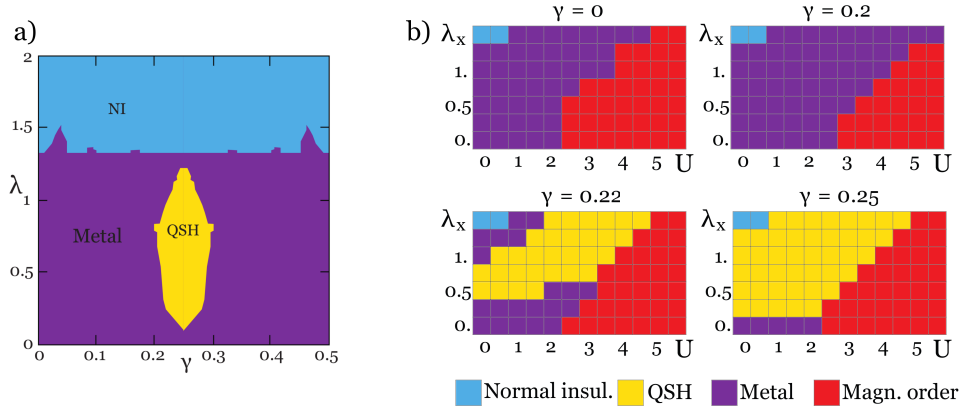 a)
2
1.5
λ
1
0.5
0
NI
Metal
QSH
0 0.1 0.2 0.3 0.4 0.5
γ
b)
γ = 0
λx
1.
0.5
0.
0 1 2 3 4 5 U
γ = 0.2
λx
1.
0.5
0.
0 1 2 3 4 5 U
γ = 0.22
λx
1.
0.5
0.
0 1 2 3 4 5 U
γ = 0.25
λx
1.
0.5
0.
0 1 2 3 4 5 U
Normal insul. QSH Metal Magn. order